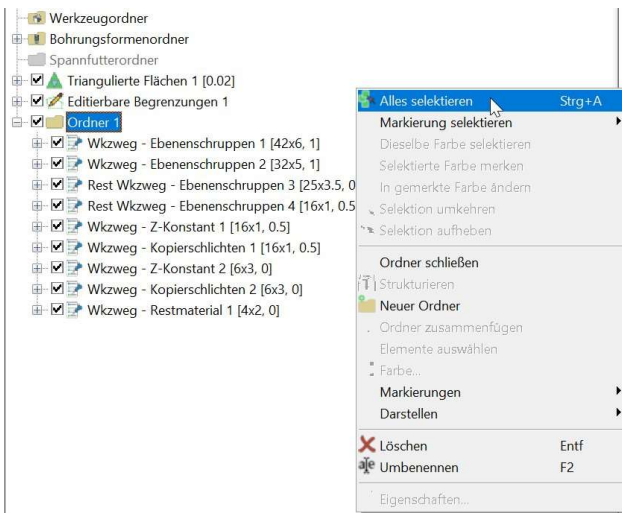 Werkzeugordner
Bohrungsformenordner
Spannfutterordner
Triangulierte Flächen 1 [0.02]
Editierbare Begrenzungen 1
Ordner 1
Wkzweg - Ebenenschruppen 1 [42x6, 1]
Wkzweg - Ebenenschruppen 2 [32x5, 1]
Rest Wkzweg - Ebenenschruppen 3 [25x3.5, 0
Rest Wkzweg - Ebenenschruppen 4 [16x1, 0.5
Wkzweg - Z-Konstant 1 [16x1, 0.5]
Wkzweg - Kopierschlichten 1 [16x1, 0.5]
Wkzweg - Z-Konstant 2 [6x3, 0]
Wkzweg - Kopierschlichten 2 [6x3, 0]
Wkzweg - Restmaterial 1 [4x2, 0]
Alles selektieren Strg+A
Markierung selektieren
Dieselbe Farbe selektieren
Selektierte Farbe merken
In gemerkte Farbe ändern
Selektion umkehren
Selektion aufheben
Ordner schließen
Strukturieren
Neuer Ordner
Ordner zusammenfügen
Elemente auswählen
Farbe...
Markierungen
Darstellen
Löschen Entf
Umbenennen F2
Eigenschaften...